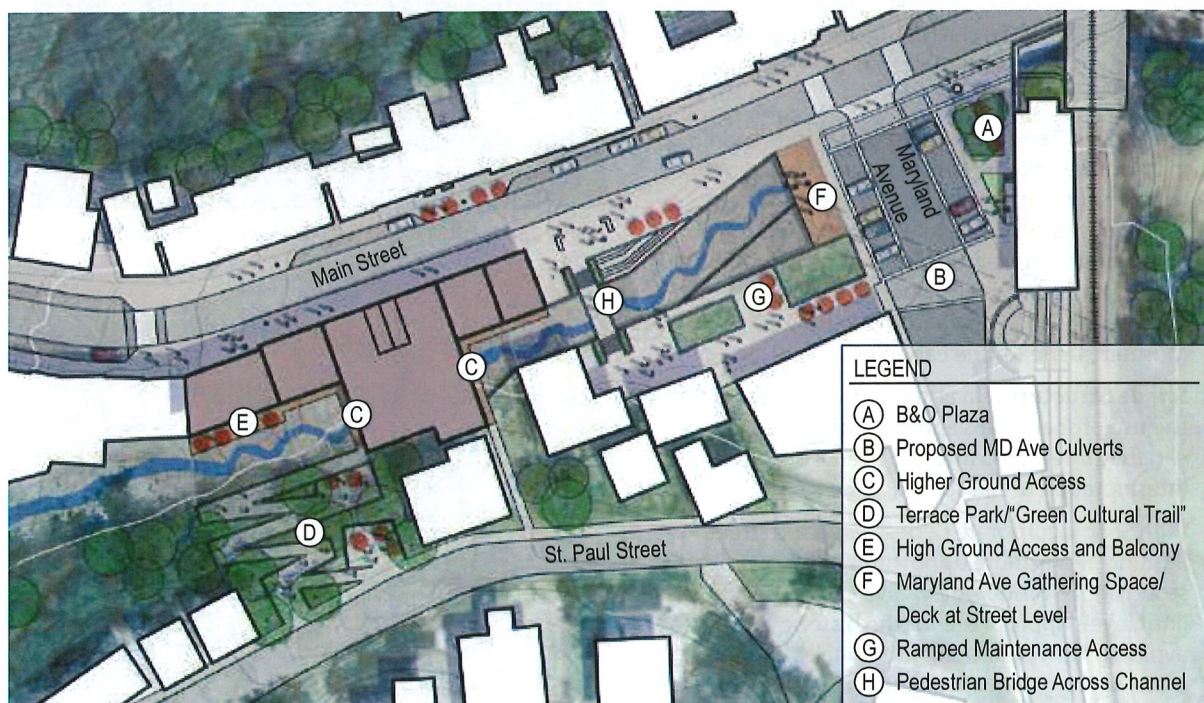 A
Maryland
Avenue
F
Main Street
B
H
G
C
C
E
D
St. Paul Street
LEGEND
A B&O Plaza
B Proposed MD Ave Culverts
C Higher Ground Access
D Terrace Park/"Green Cultural Trail"
E High Ground Access and Balcony
F Maryland Ave Gathering Space/
Deck at Street Level
G Ramped Maintenance Access
H Pedestrian Bridge Across Channel